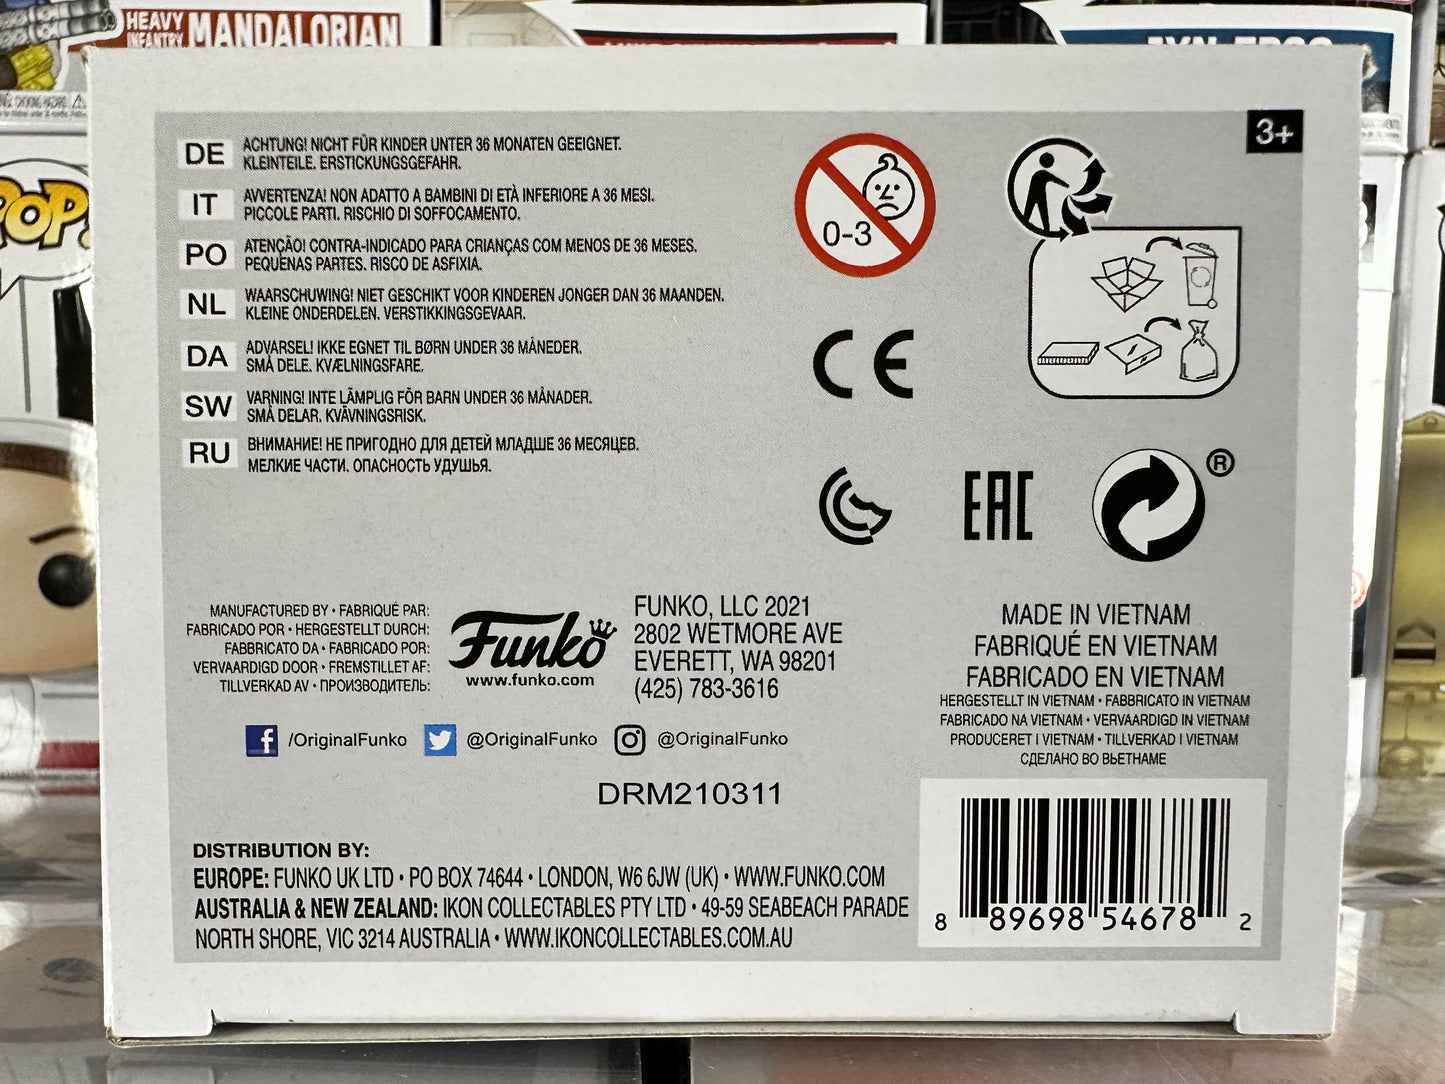 HEAVY
INFANTRY MANDALORIAN
POP!
3+
DE ACHTUNG! NICHT FÜR KINDER UNTER 36 MONATEN GEEIGNET.
KLEINTEILE. ERSTICKUNGSGEFAHR.
IT AVVERTENZA! NON ADATTO A BAMBINI DI ETÀ INFERIORE A 36 MESI.
PICCOLE PARTI. RISCHIO DI SOFFOCAMENTO.
PO ATENÇÃO! CONTRA-INDICADO PARA CRIANÇAS COM MENOS DE 36 MESES.
PEQUENAS PARTES. RISCO DE ASFIXIA.
NL WAARSCHUWING! NIET GESCHIKT VOOR KINDEREN JONGER DAN 36 MAANDEN.
KLEINE ONDERDELEN. VERSTIKKINGSGEVAAR.
DA ADVARSEL! IKKE EGNET TIL BØRN UNDER 36 MÅNEDER.
SMÅ DELE. KVÆLNINGSFARE.
SW VARNING! INTE LÄMPLIG FÖR BARN UNDER 36 MÅNADER.
SMÅ DELAR. KVÄVNINGSRISK.
RU ВНИМАНИЕ! НЕ ПРИГОДНО ДЛЯ ДЕТЕЙ МЛАДШЕ 36 МЕСЯЦЕВ.
МЕЛКИЕ ЧАСТИ. ОПАСНОСТЬ УДУШЬЯ.
0-3
CE
EAC
®
MANUFACTURED BY • FABRIQUÉ PAR:
FABRICADO POR • HERGESTELLT DURCH:
FABBRICATO DA • FABRICADO POR:
VERVAARDIGD DOOR • FREMSTILLET AF:
TILLVERKAD AV • ПРОИЗВОДИТЕЛЬ:
Funko
www.funko.com
FUNKO, LLC 2021
2802 WETMORE AVE
EVERETT, WA 98201
(425) 783-3616
MADE IN VIETNAM
FABRIQUÉ EN VIETNAM
FABRICADO EN VIETNAM
HERGESTELLT IN VIETNAM • FABBRICATO IN VIETNAM
FABRICADO NA VIETNAM • VERVAARDIGD IN VIETNAM
PRODUCERET I VIETNAM • TILLVERKAD I VIETNAM
СДЕЛАНО ВО ВЬЕТНАМЕ
/OriginalFunko @OriginalFunko @OriginalFunko
DRM210311
DISTRIBUTION BY:
EUROPE: FUNKO UK LTD • PO BOX 74644 • LONDON, W6 6JW (UK) • WWW.FUNKO.COM
AUSTRALIA & NEW ZEALAND: IKON COLLECTABLES PTY LTD • 49-59 SEABEACH PARADE
NORTH SHORE, VIC 3214 AUSTRALIA • WWW.IKONCOLLECTABLES.COM.AU
8 89698 54678 2